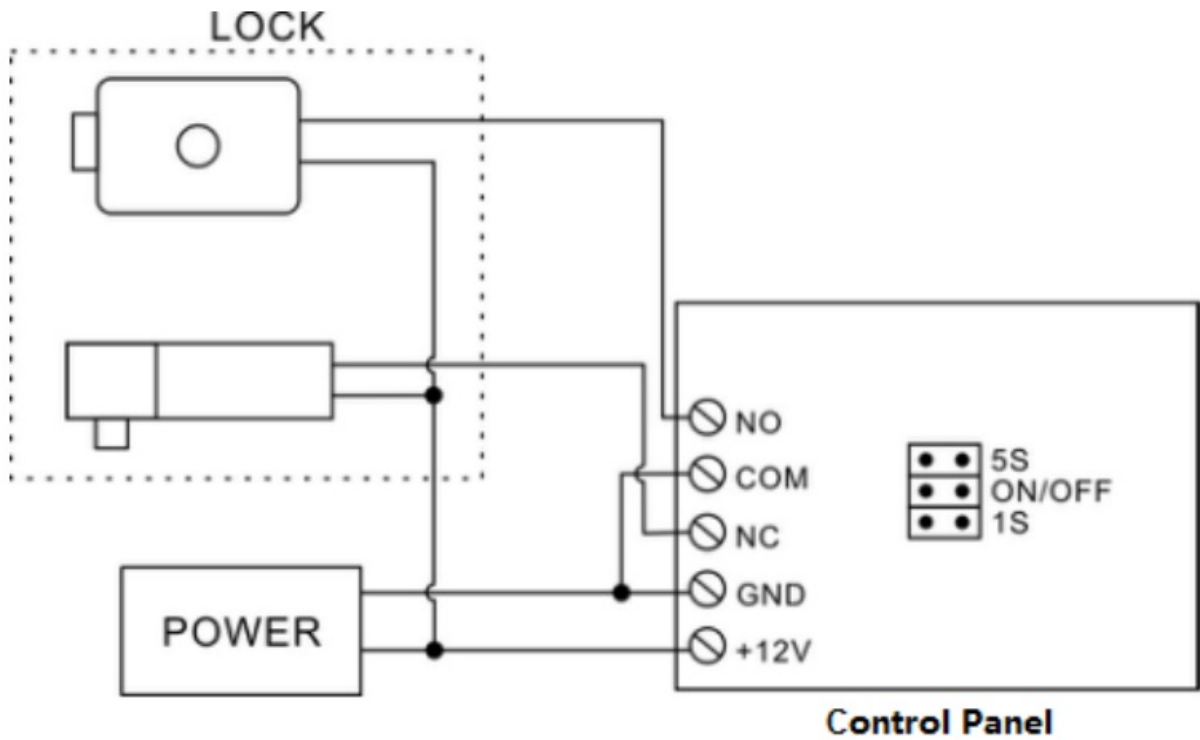 LOCK
NO
COM
NC
GND
+12V
5S
ON/OFF
1S
POWER
Control Panel